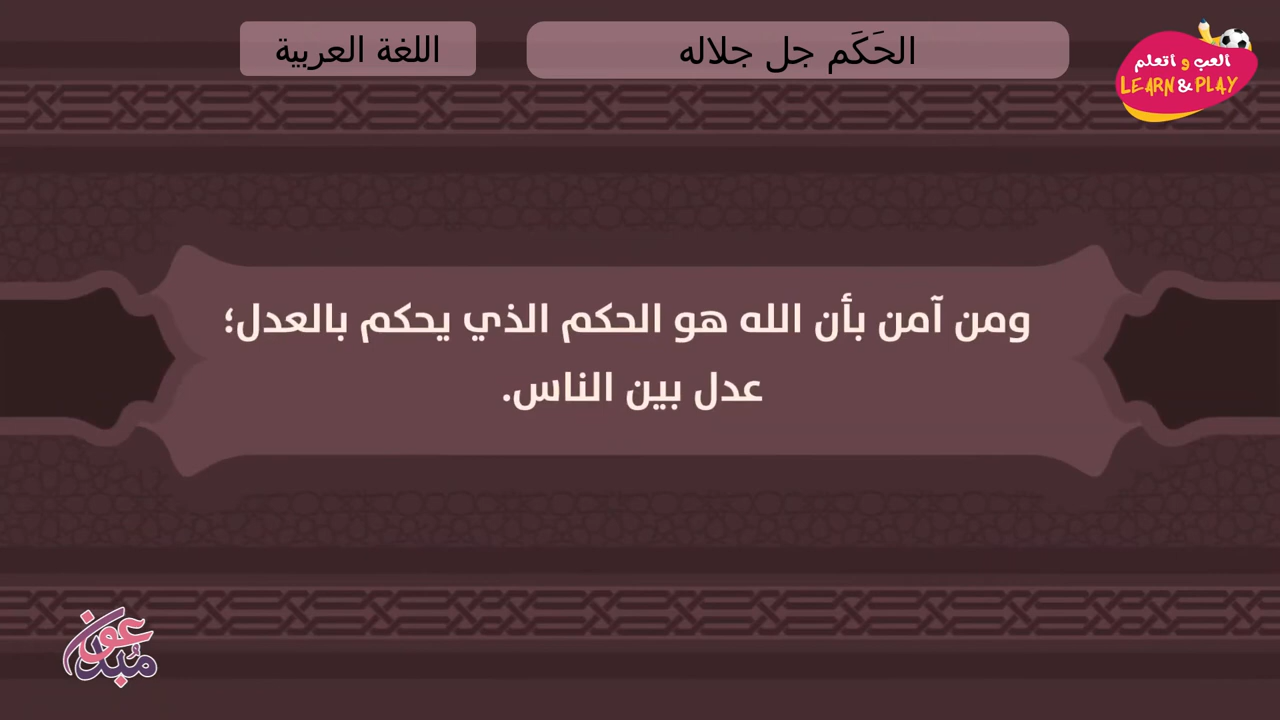 الحَكَم جل جلاله
اللغة العربية
العب و اتعلم
LEARN & PLAY
ومن آمن بأن الله هو الحكم الذي يحكم بالعدل؛
عدل بين الناس.
مُبدعون